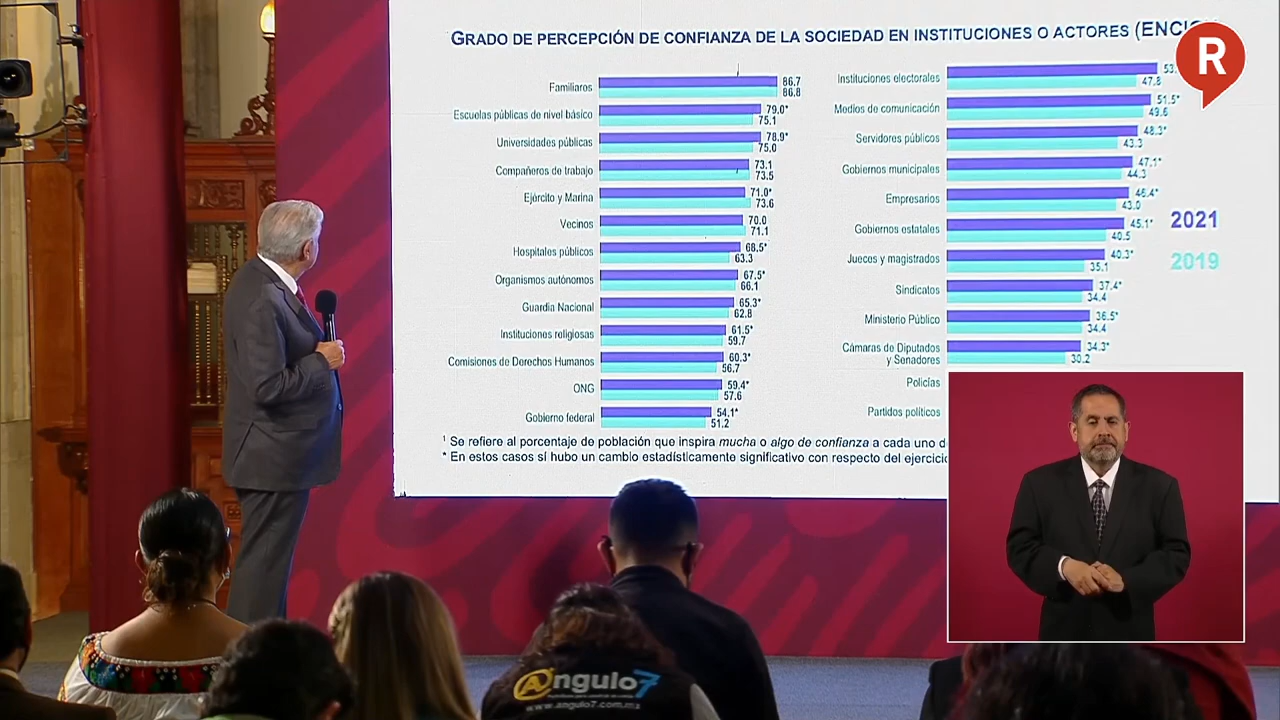 GRADO DE PERCEPCIÓN DE CONFIANZA DE LA SOCIEDAD EN INSTITUCIONES O ACTORES
R
Familiares 86.7
86.8
Escuelas públicas de nivel básico 79.0*
75.1
Universidades públicas 78.9*
75.0
Compañeros de trabajo 73.1
73.5
Ejército y Marina 71.0*
73.6
Vecinos 70.0
71.1
Hospitales públicos 68.5*
63.3
Organismos autónomos 67.5*
66.1
Guardia Nacional 65.3*
62.8
Instituciones religiosas 61.5*
59.7
Comisiones de Derechos Humanos 60.3*
56.7
ONG 59.4*
57.6
Gobierno federal 54.1*
51.2
Instituciones electorales 53.
47.8
Medios de comunicación 51.5*
49.6
Servidores públicos 48.3*
43.3
Gobiernos municipales 47.1*
44.3
Empresarios 46.4*
43.0
Gobiernos estatales 45.1*
40.5
Jueces y magistrados 40.3*
35.1
Sindicatos 37.4*
34.4
Ministerio Público 36.5*
34.4
Cámaras de Diputados
y Senadores 34.3*
30.2
Policías
Partidos políticos
2021
2019
¹ Se refiere al porcentaje de población que inspira mucha o algo de confianza a cada uno d
* En estos casos sí hubo un cambio estadísticamente significativo con respecto del ejercicio
@ngulo7
www.angulo7.com.mx